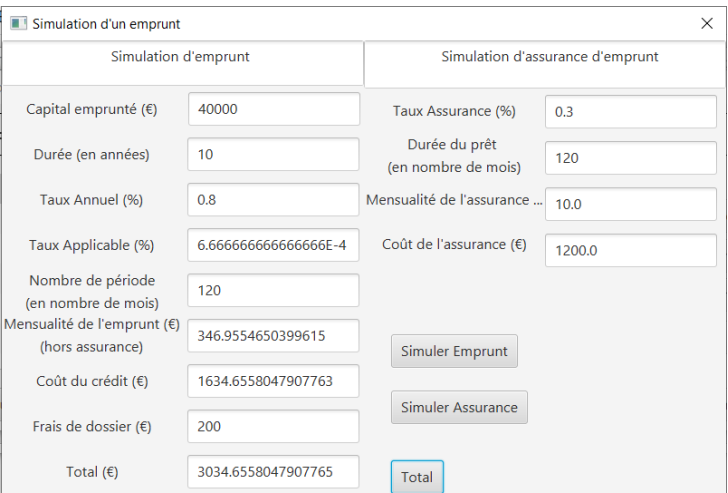 Simulation d'un emprunt
Simulation d'emprunt
Simulation d'assurance d'emprunt
Capital emprunté (€)
40000
Durée (en années)
10
Taux Annuel (%)
0.8
Taux Applicable (%)
6.666666666666666E-4
Nombre de période
(en nombre de mois)
120
Mensualité de l'emprunt (€)
(hors assurance)
346.9554650399615
Coût du crédit (€)
1634.6558047907763
Frais de dossier (€)
200
Total (€)
3034.6558047907765
Taux Assurance (%)
0.3
Durée du prêt
(en nombre de mois)
120
Mensualité de l'assurance ...
10.0
Coût de l'assurance (€)
1200.0
Simuler Emprunt
Simuler Assurance
Total